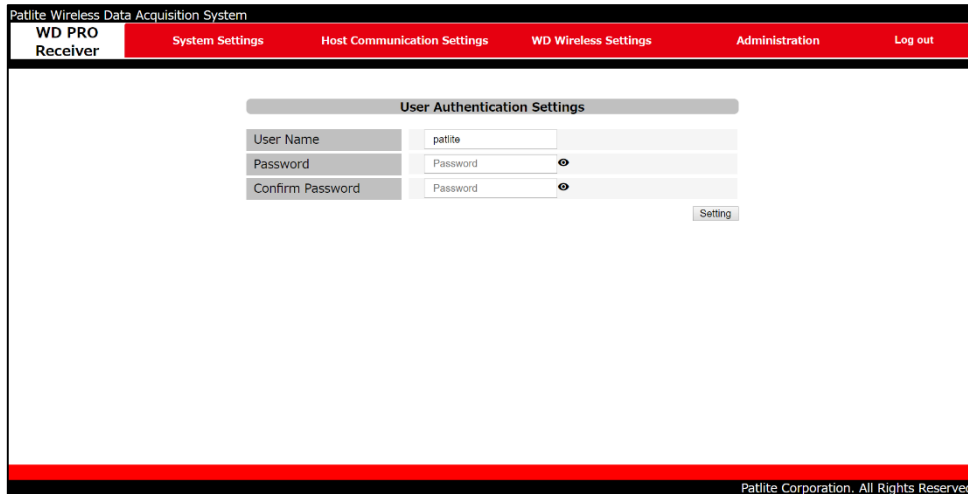 Patlite Wireless Data Acquisition System
WD PRO
Receiver
System Settings
Host Communication Settings
WD Wireless Settings
Administration
Log out
User Authentication Settings
User Name
patlite
Password
Password
Confirm Password
Password
Setting
Patlite Corporation. All Rights Reserved